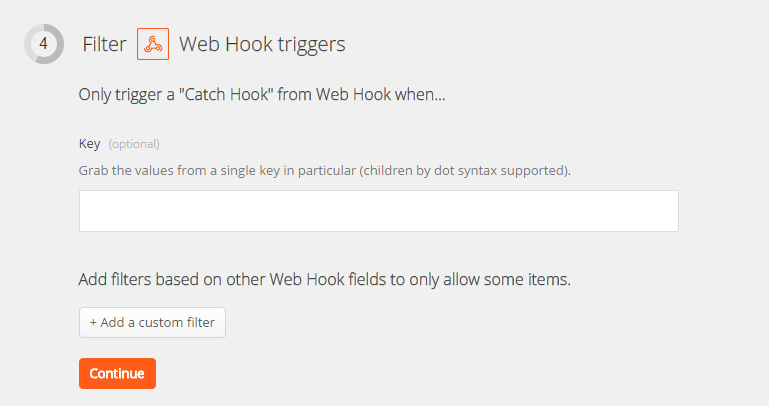 4 Filter Web Hook triggers
Only trigger a "Catch Hook" from Web Hook when...
Key (optional)
Grab the values from a single key in particular (children by dot syntax supported).
Add filters based on other Web Hook fields to only allow some items.
+ Add a custom filter
Continue